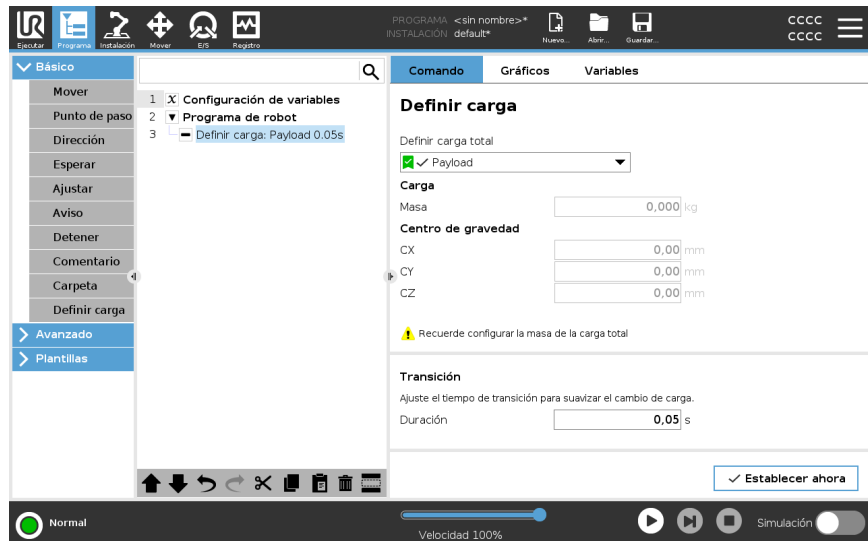 PROGRAMA <sin nombre>*
INSTALACIÓN default*
Ejecutar Programa Instalación Mover E/S Registro Nuevo... Abrir... Guardar...
CCCC
CCCC
Básico
Mover
Punto de paso
Dirección
Esperar
Ajustar
Aviso
Detener
Comentario
Carpeta
Definir carga
Avanzado
Plantillas
1 X Configuración de variables
2 Programa de robot
3 Definir carga: Payload 0.05s
Comando Gráficos Variables
Definir carga
Definir carga total
Payload
Carga
Masa 0,000 kg
Centro de gravedad
CX 0,00 mm
CY 0,00 mm
CZ 0,00 mm
Recuerde configurar la masa de la carga total
Transición
Ajuste el tiempo de transición para suavizar el cambio de carga.
Duración 0,05 s
Establecer ahora
Normal
Velocidad 100%
Simulación